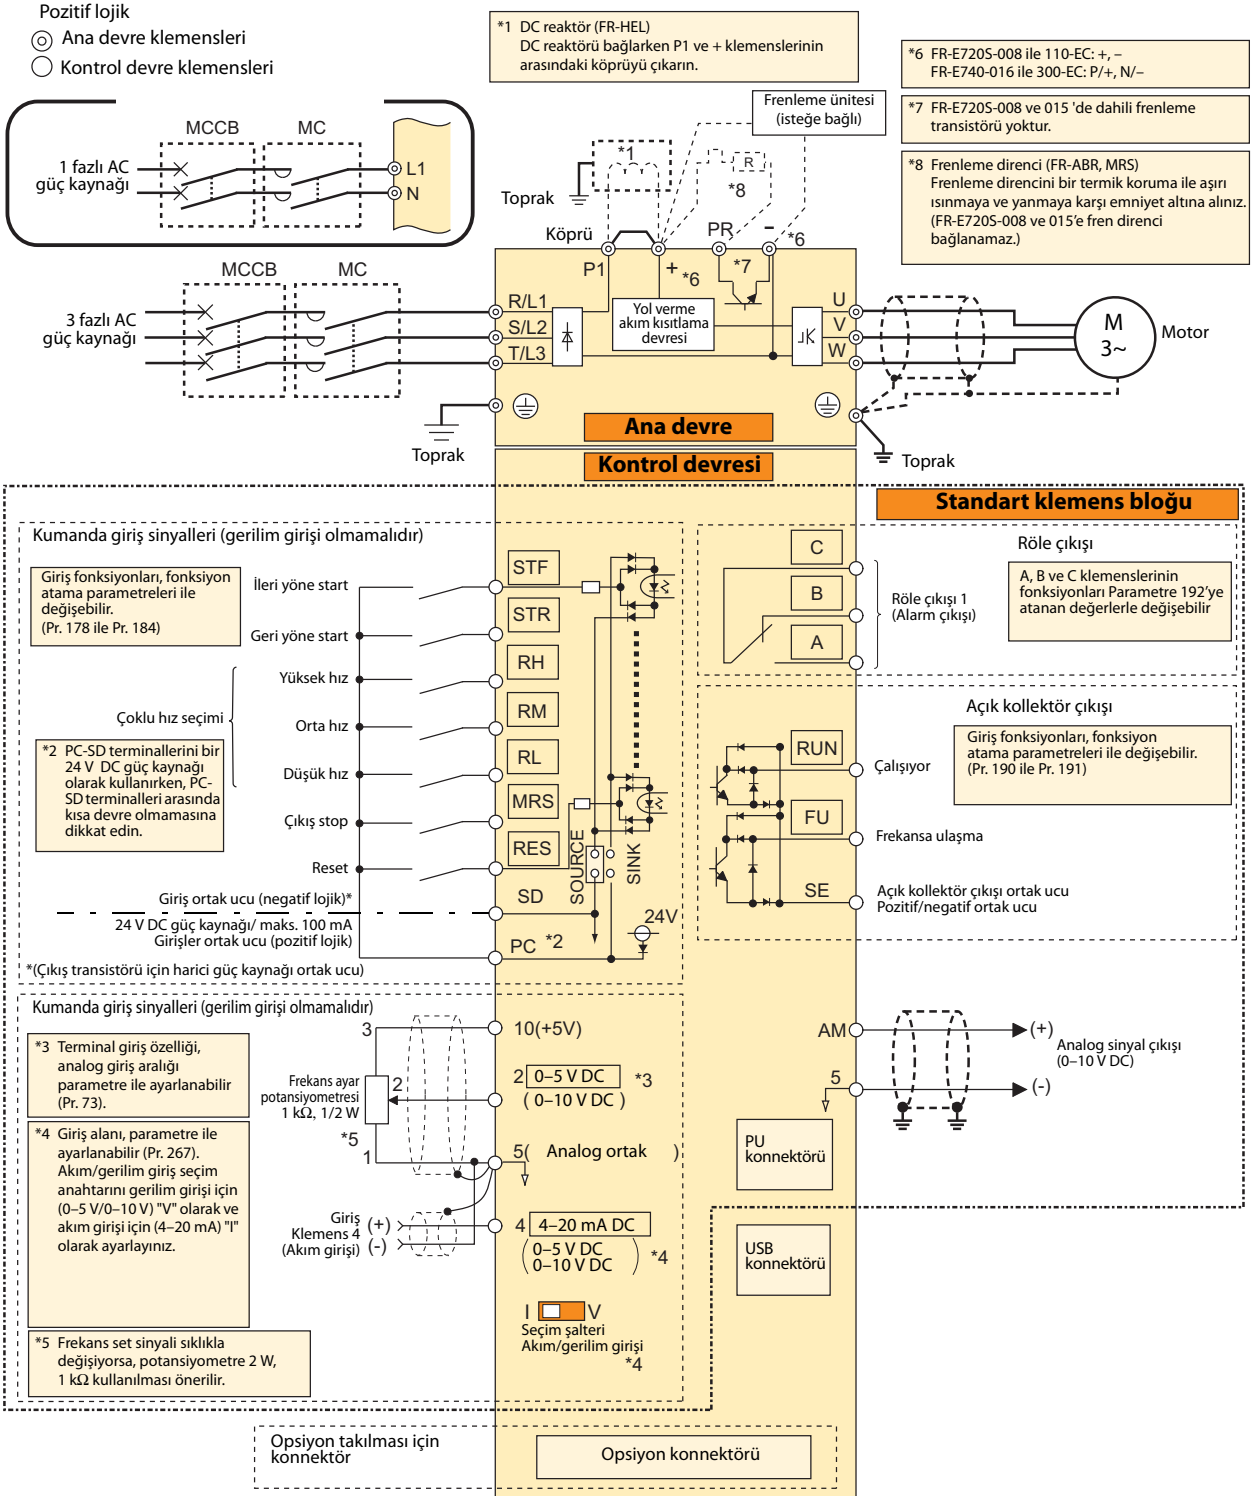 Pozitif lojik
Ana devre klemensleri
Kontrol devre klemensleri
*1 DC reaktör (FR-HEL)
DC reaktörü bağlarken P1 ve + klemenslerinin
arasındaki köprüyü çıkarın.
*6 FR-E720S-008 ile 110-EC: +, –
FR-E740-016 ile 300-EC: P/+, N/–
*7 FR-E720S-008 ve 015 'de dahili frenleme
transistörü yoktur.
*8 Frenleme direnci (FR-ABR, MRS)
Frenleme direncini bir termik koruma ile aşırı
ısınmaya ve yanmaya karşı emniyet altına alınız.
(FR-E720S-008 ve 015’e fren direnci
bağlanamaz.)
MCCB
MC
1 fazlı AC
güç kaynağı
L1
N
Frenleme ünitesi
(isteğe bağlı)
*1
R
*8
Toprak
Köprü
PR
–
*6
P1
+
*6
*7
MCCB
MC
3 fazlı AC
güç kaynağı
R/L1
S/L2
T/L3
Yol verme
akım kısıtlama
devresi
U
V
W
M
3~
Motor
Toprak
Ana devre
Kontrol devresi
Toprak
Standart klemens bloğu
Kumanda giriş sinyalleri (gerilim girişi olmamalıdır)
Giriş fonksiyonları, fonksiyon
atama parametreleri ile
değişebilir.
(Pr. 178 ile Pr. 184)
İleri yöne start
STF
Geri yöne start
STR
Yüksek hız
RH
Çoklu hız seçimi
Orta hız
RM
Düşük hız
RL
*2 PC-SD terminallerini bir
24 V DC güç kaynağı
olarak kullanırken, PC-
SD terminalleri arasında
kısa devre olmamasına
dikkat edin.
Çıkış stop
MRS
Reset
RES
SOURCE
SINK
Giriş ortak ucu (negatif lojik)*
SD
24 V DC güç kaynağı/ maks. 100 mA
Girişler ortak ucu (pozitif lojik)
PC *2
24V
*(Çıkış transistörü için harici güç kaynağı ortak ucu)
Röle çıkışı
C
B
A
Röle çıkışı 1
(Alarm çıkışı)
A, B ve C klemenslerinin
fonksiyonları Parametre 192’ye
atanan değerlerle değişebilir
Açık kollektör çıkışı
RUN
Çalışıyor
Giriş fonksiyonları, fonksiyon
atama parametreleri ile değişebilir.
(Pr. 190 ile Pr. 191)
FU
Frekansa ulaşma
SE
Açık kollektör çıkışı ortak ucu
Pozitif/negatif ortak ucu
Kumanda giriş sinyalleri (gerilim girişi olmamalıdır)
*3 Terminal giriş özelliği,
analog giriş aralığı
parametre ile ayarlanabilir
(Pr. 73).
*4 Giriş alanı, parametre ile
ayarlanabilir (Pr. 267).
Akım/gerilim giriş seçim
anahtarını gerilim girişi için
(0–5 V/0–10 V) "V" olarak ve
akım girişi için (4–20 mA) "I"
olarak ayarlayınız.
*5 Frekans set sinyali sıklıkla
değişiyorsa, potansiyometre 2 W,
1 kΩ kullanılması önerilir.
3
2
1
Frekans ayar
potansiyometresi
1 kΩ, 1/2 W
*5
10(+5V)
2 0–5 V DC *3
( 0–10 V DC )
5( Analog ortak )
Giriş
Klemens 4
(Akım girişi)
(+)
(-)
4 4–20 mA DC
( 0–5 V DC
0–10 V DC ) *4
I V
Seçim şalteri
Akım/gerilim girişi
*4
AM
(+)
Analog sinyal çıkışı
(0–10 V DC)
5
(-)
PU
konnektörü
USB
konnektörü
Opsiyon takılması için
konnektör
Opsiyon konnektörü